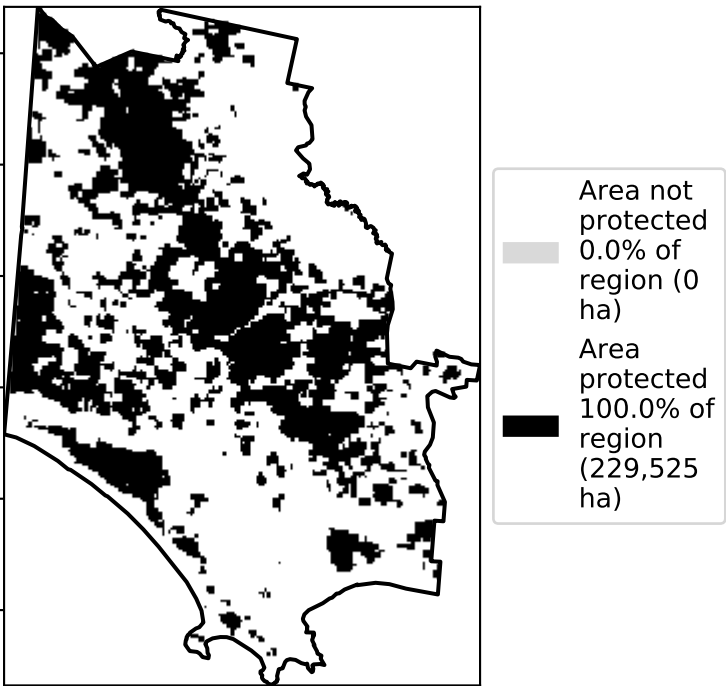 Area not
protected
0.0% of
region (0
ha)
Area
protected
100.0% of
region
(229,525
ha)